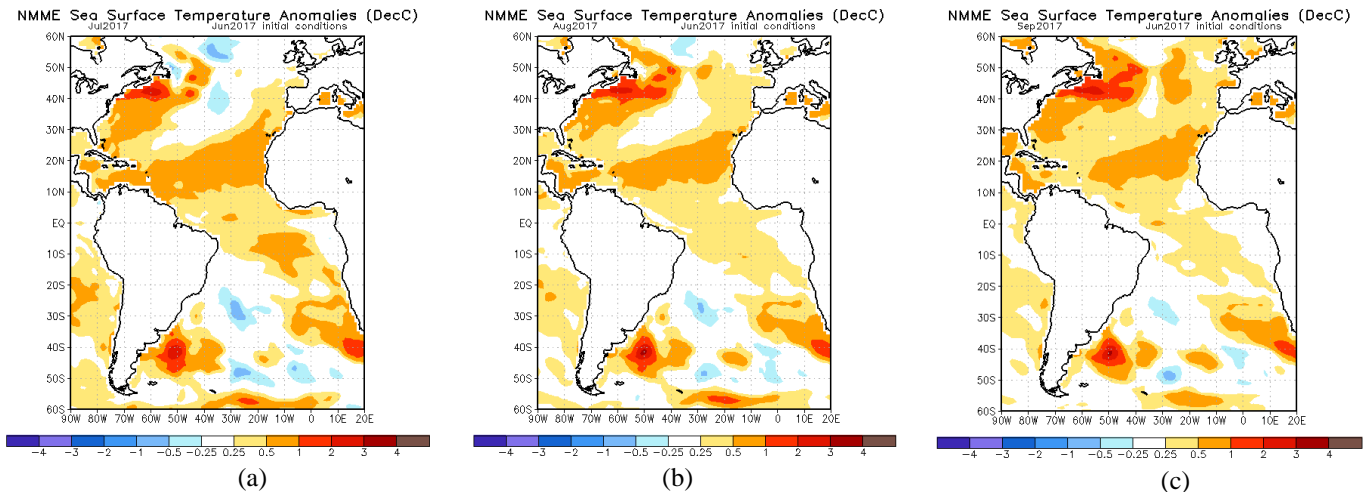 NMME Sea Surface Temperature Anomalies (DecC)
Jul2017 Jun2017 initial conditions
60N
50N
40N
30N
20N
10N
EQ
10S
20S
30S
40S
50S
60S
90W 80W 70W 60W 50W 40W 30W 20W 10W 0 10E 20E
-4 -3 -2 -1 -0.5 -0.25 0.25 0.5 1 2 3 4
(a)
NMME Sea Surface Temperature Anomalies (DecC)
Aug2017 Jun2017 initial conditions
60N
50N
40N
30N
20N
10N
EQ
10S
20S
30S
40S
50S
60S
90W 80W 70W 60W 50W 40W 30W 20W 10W 0 10E 20E
-4 -3 -2 -1 -0.5 -0.25 0.25 0.5 1 2 3 4
(b)
NMME Sea Surface Temperature Anomalies (DecC)
Sep2017 Jun2017 initial conditions
60N
50N
40N
30N
20N
10N
EQ
10S
20S
30S
40S
50S
60S
90W 80W 70W 60W 50W 40W 30W 20W 10W 0 10E 20E
-4 -3 -2 -1 -0.5 -0.25 0.25 0.5 1 2 3 4
(c)